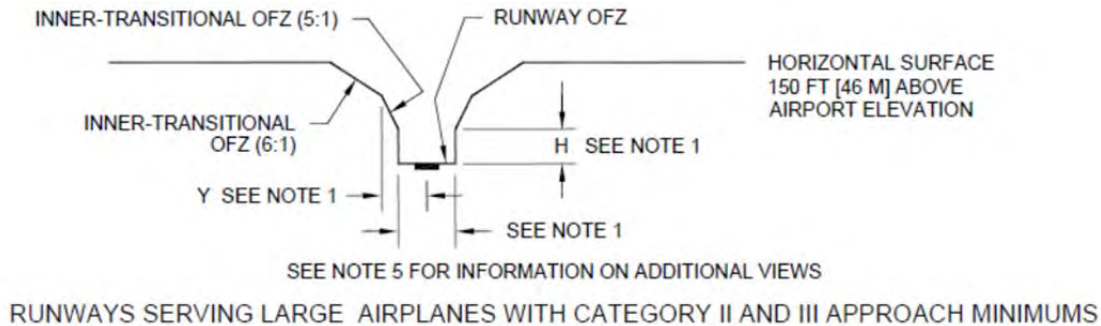 INNER-TRANSITIONAL OFZ (5:1)
RUNWAY OFZ
HORIZONTAL SURFACE
150 FT [46 M] ABOVE
AIRPORT ELEVATION
INNER-TRANSITIONAL
OFZ (6:1)
H SEE NOTE 1
Y SEE NOTE 1
SEE NOTE 1
SEE NOTE 5 FOR INFORMATION ON ADDITIONAL VIEWS
RUNWAYS SERVING LARGE AIRPLANES WITH CATEGORY II AND III APPROACH MINIMUMS